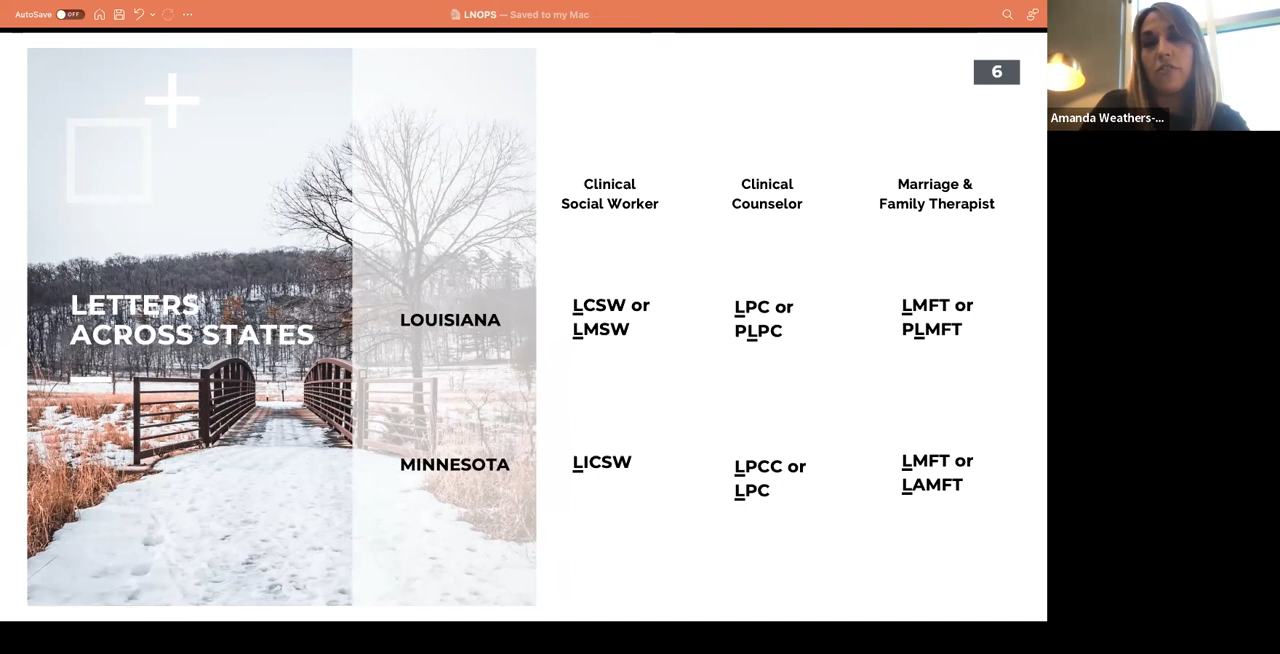 AutoSave OFF
LNOPS — Saved to my Mac
Amanda Weathers-...
6
LETTERS
ACROSS STATES
Clinical
Social Worker
Clinical
Counselor
Marriage &
Family Therapist
LOUISIANA
LCSW or
LMSW
LPC or
PLPC
LMFT or
PLMFT
MINNESOTA
LICSW
LPCC or
LPC
LMFT or
LAMFT